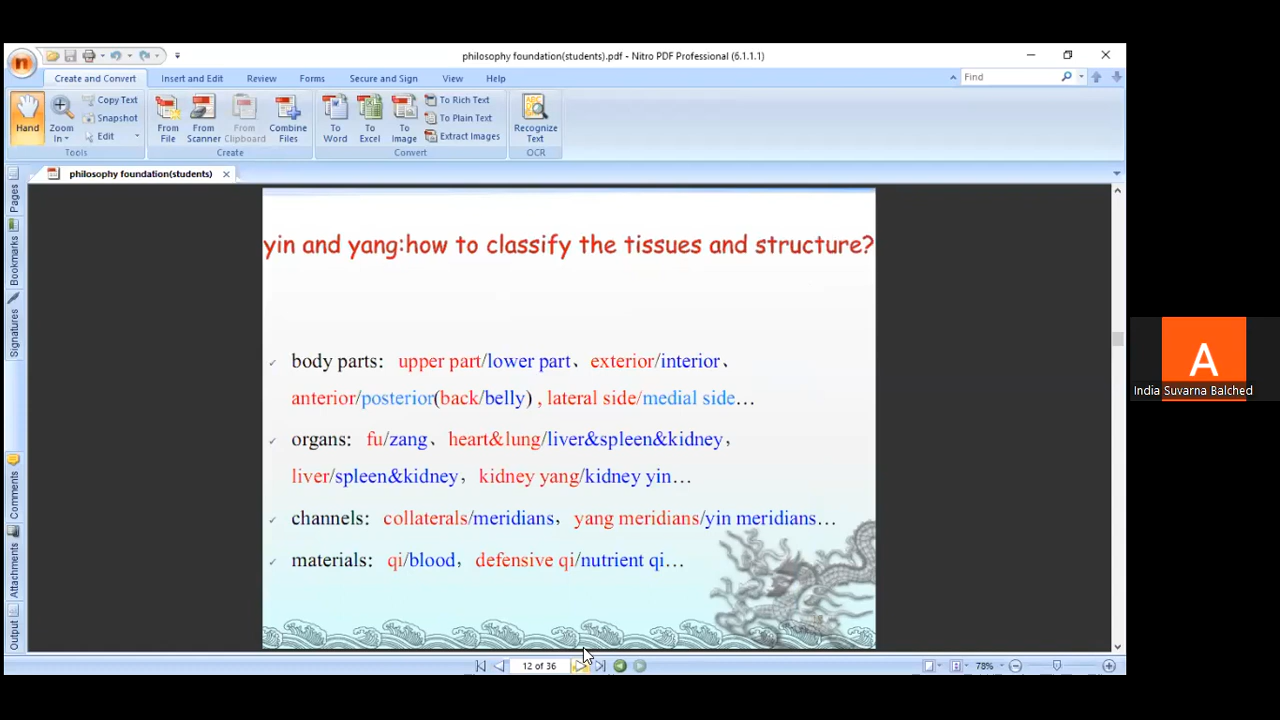 philosophy foundation(students).pdf - Nitro PDF Professional (6.1.1.1)
Create and Convert Insert and Edit Review Forms Secure and Sign View Help Find
Hand Zoom In Copy Text Snapshot Edit From File From Scanner From Clipboard Combine Files To Word To Excel To Image To Rich Text To Plain Text Extract Images Recognize Text
Tools Create Convert OCR
philosophy foundation(students)
Pages
Bookmarks
Signatures
Comments
Attachments
Output
yin and yang:how to classify the tissues and structure?
✓ body parts: upper part/lower part、exterior/interior、
anterior/posterior(back/belly) , lateral side/medial side…
✓ organs: fu/zang、heart&lung/liver&spleen&kidney，
liver/spleen&kidney，kidney yang/kidney yin…
✓ channels: collaterals/meridians，yang meridians/yin meridians…
✓ materials: qi/blood，defensive qi/nutrient qi…
12 of 36
78%
A
India Suvarna Balched